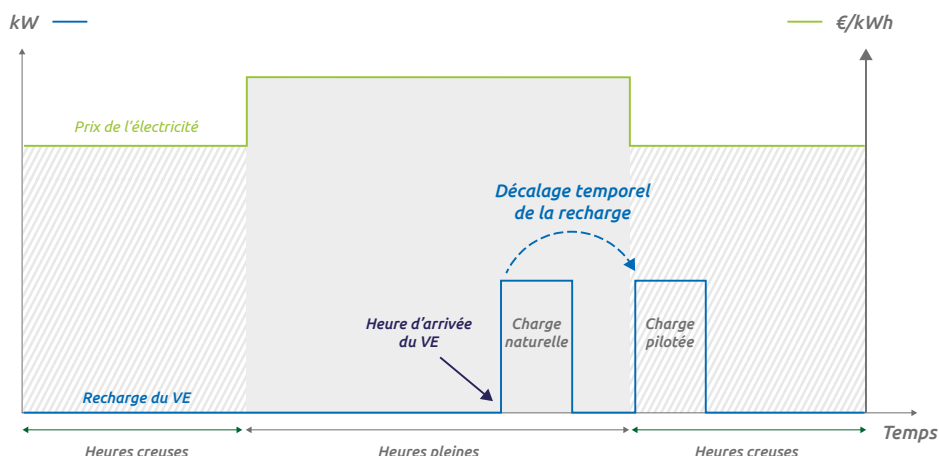 kW
€/kWh
Prix de l'électricité
Décalage temporel
de la recharge
Heure d'arrivée
du VE
Charge
naturelle
Charge
pilotée
Recharge du VE
Temps
Heures creuses
Heures pleines
Heures creuses